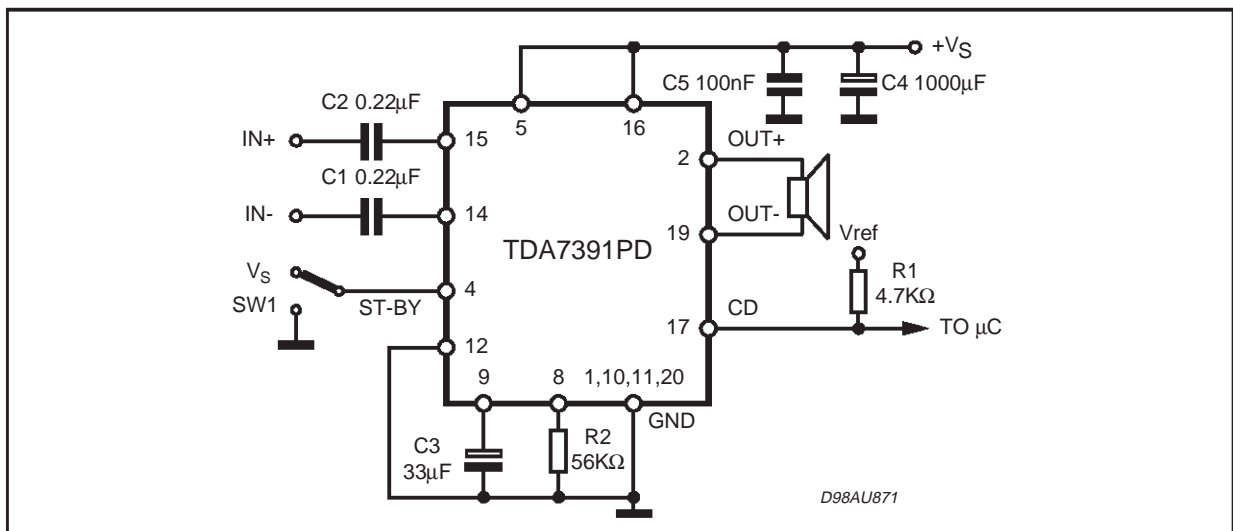 +VS
C5 100nF
C4 1000μF
C2 0.22μF
5
16
IN+
15
2
OUT+
C1 0.22μF
IN-
14
OUT-
19
TDA7391PD
Vref
VS
R1
4.7KΩ
4
SW1
ST-BY
CD
17
TO μC
12
9
8
1,10,11,20
GND
C3
33μF
R2
56KΩ
D98AU871